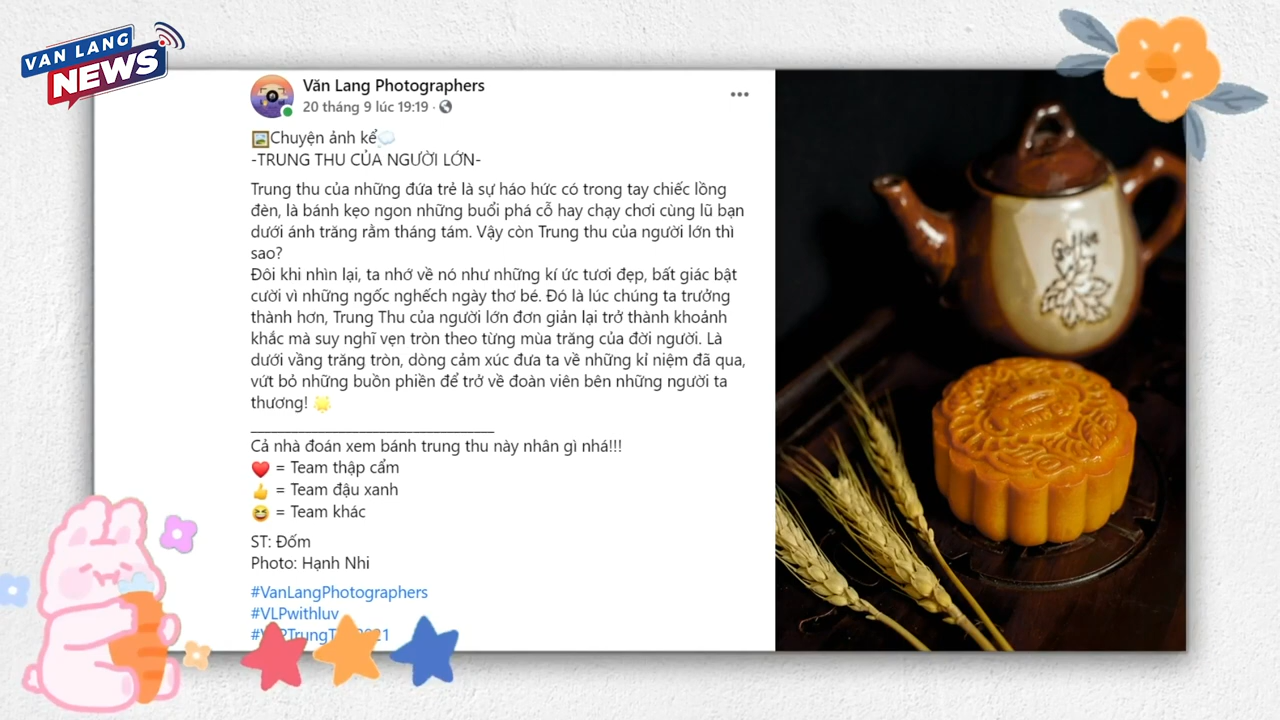 VAN LANG
NEWS
Văn Lang Photographers
20 tháng 9 lúc 19:19 ·
Chuyện ảnh kể
-TRUNG THU CỦA NGƯỜI LỚN-
Trung thu của những đứa trẻ là sự háo hức có trong tay chiếc lồng
đèn, là bánh kẹo ngon những buổi phá cỗ hay chạy chơi cùng lũ bạn
dưới ánh trăng rằm tháng tám. Vậy còn Trung thu của người lớn thì
sao?
Đôi khi nhìn lại, ta nhớ về nó như những kí ức tươi đẹp, bất giác bật
cười vì những ngốc nghếch ngày thơ bé. Đó là lúc chúng ta trưởng
thành hơn, Trung Thu của người lớn đơn giản lại trở thành khoảnh
khắc mà suy nghĩ vẹn tròn theo từng mùa trăng của đời người. Là
dưới vầng trăng tròn, dòng cảm xúc đưa ta về những kỉ niệm đã qua,
vứt bỏ những buồn phiền để trở về đoàn viên bên những người ta
thương!
Cả nhà đoán xem bánh trung thu này nhân gì nhá!!!
= Team thập cẩm
= Team đậu xanh
= Team khác
ST: Đốm
Photo: Hạnh Nhi
#VanLangPhotographers
#VLPwithluv
Coffee